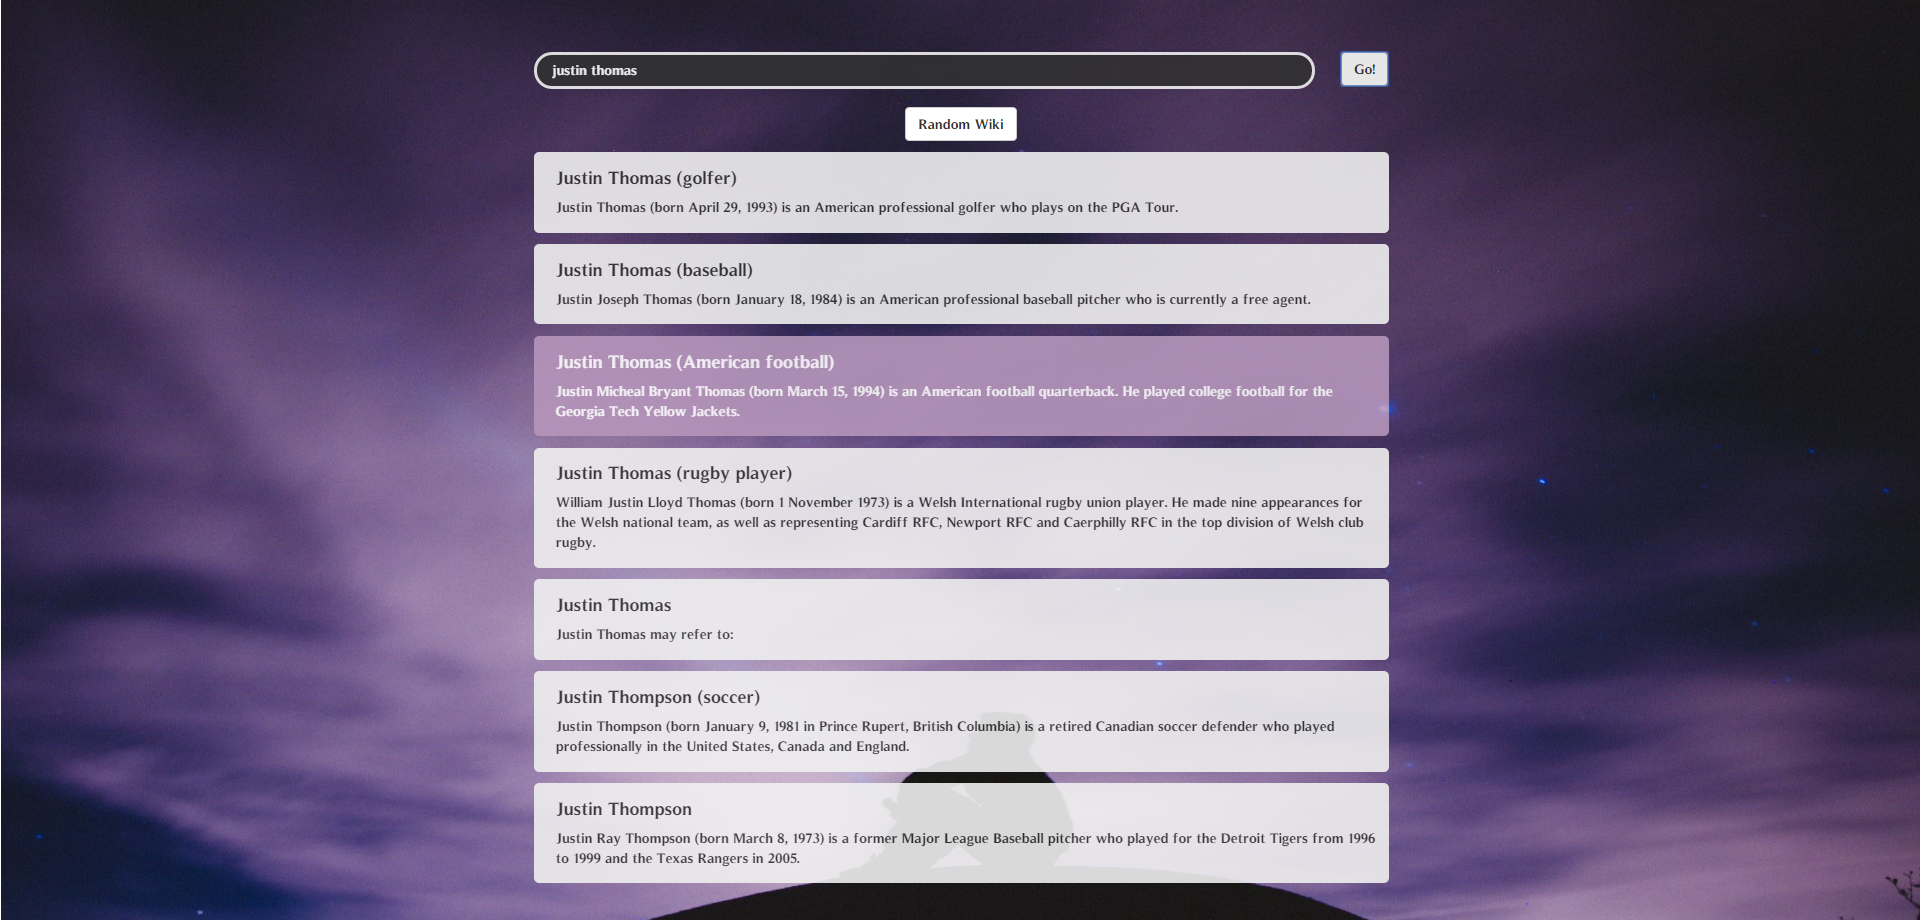 justin thomas
Go!
Random Wiki
Justin Thomas (golfer)
Justin Thomas (born April 29, 1993) is an American professional golfer who plays on the PGA Tour.
Justin Thomas (baseball)
Justin Joseph Thomas (born January 18, 1984) is an American professional baseball pitcher who is currently a free agent.
Justin Thomas (American football)
Justin Micheal Bryant Thomas (born March 15, 1994) is an American football quarterback. He played college football for the
Georgia Tech Yellow Jackets.
Justin Thomas (rugby player)
William Justin Lloyd Thomas (born 1 November 1973) is a Welsh International rugby union player. He made nine appearances for
the Welsh national team, as well as representing Cardiff RFC, Newport RFC and Caerphilly RFC in the top division of Welsh club
rugby.
Justin Thomas
Justin Thomas may refer to:
Justin Thompson (soccer)
Justin Thompson (born January 9, 1981 in Prince Rupert, British Columbia) is a retired Canadian soccer defender who played
professionally in the United States, Canada and England.
Justin Thompson
Justin Ray Thompson (born March 8, 1973) is a former Major League Baseball pitcher who played for the Detroit Tigers from 1996
to 1999 and the Texas Rangers in 2005.